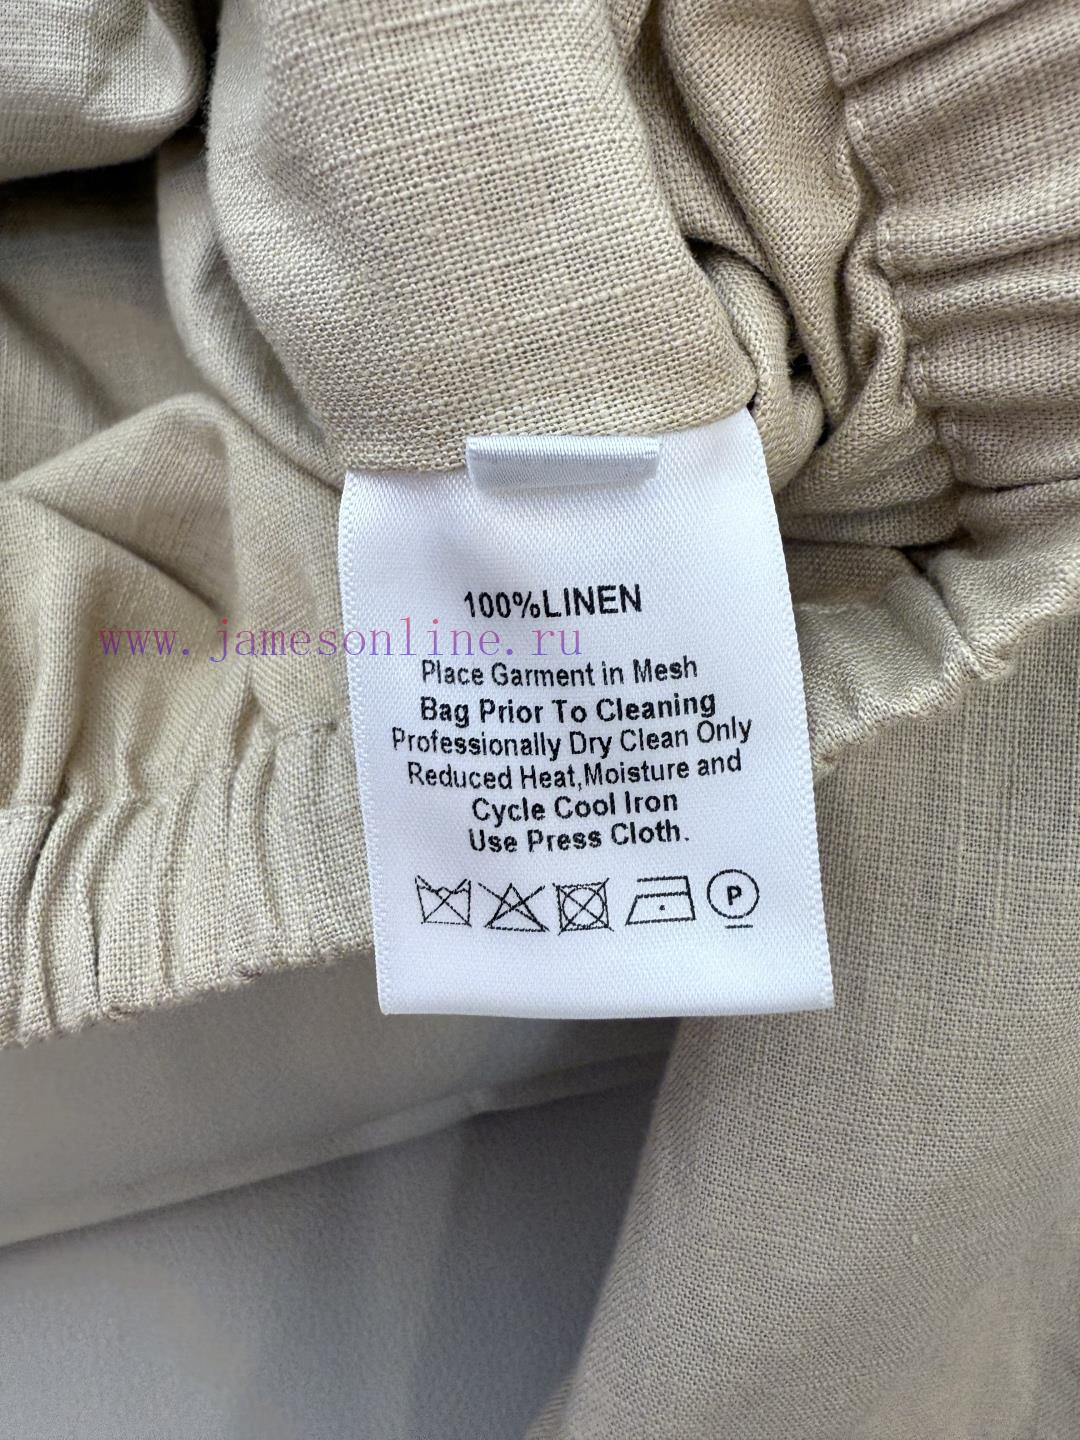 100%LINEN
www.jamesonline.ru
Place Garment in Mesh
Bag Prior To Cleaning
Professionally Dry Clean Only
Reduced Heat,Moisture and
Cycle Cool Iron
Use Press Cloth.
P